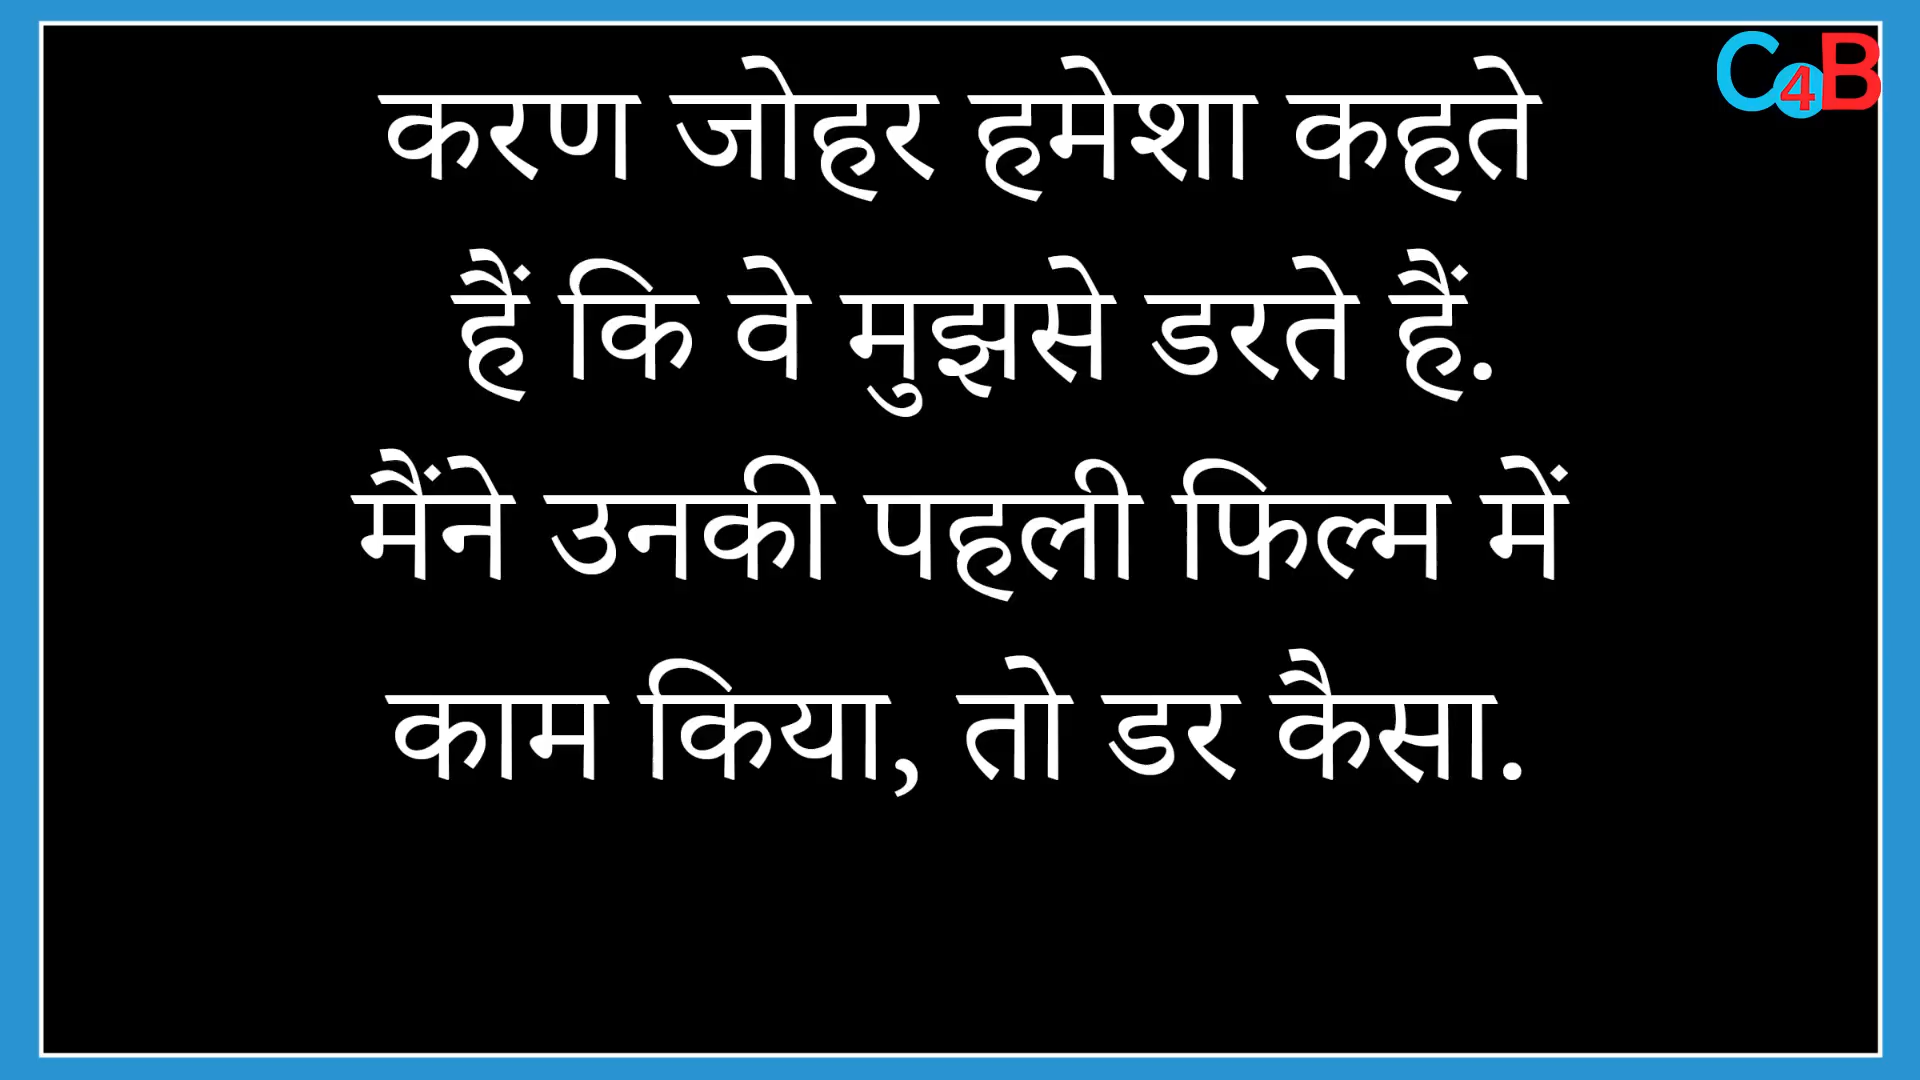 C4B
करण जोहर हमेशा कहते
हैं कि वे मुझसे डरते हैं.
मैंने उनकी पहली फिल्म में
काम किया, तो डर कैसा.